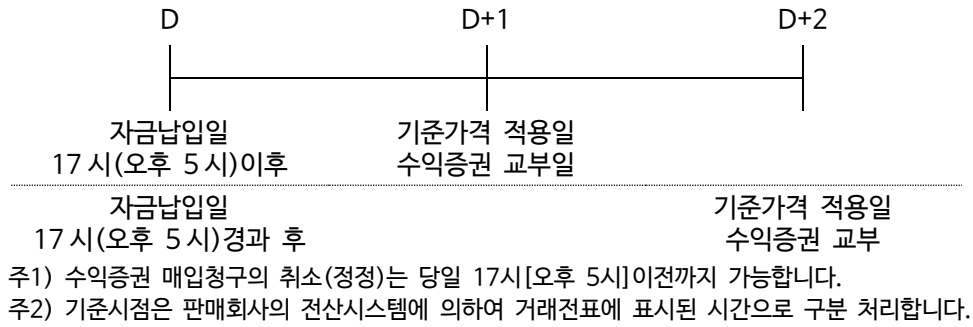 D D+1 D+2
자금납입일 기준가격 적용일
17시(오후 5시)이후 수익증권 교부일
자금납입일 기준가격 적용일
17시(오후 5시)경과 후 수익증권 교부
주1) 수익증권 매입청구의 취소(정정)는 당일 17시[오후 5시]이전까지 가능합니다.
주2) 기준시점은 판매회사의 전산시스템에 의하여 거래전표에 표시된 시간으로 구분 처리합니다.